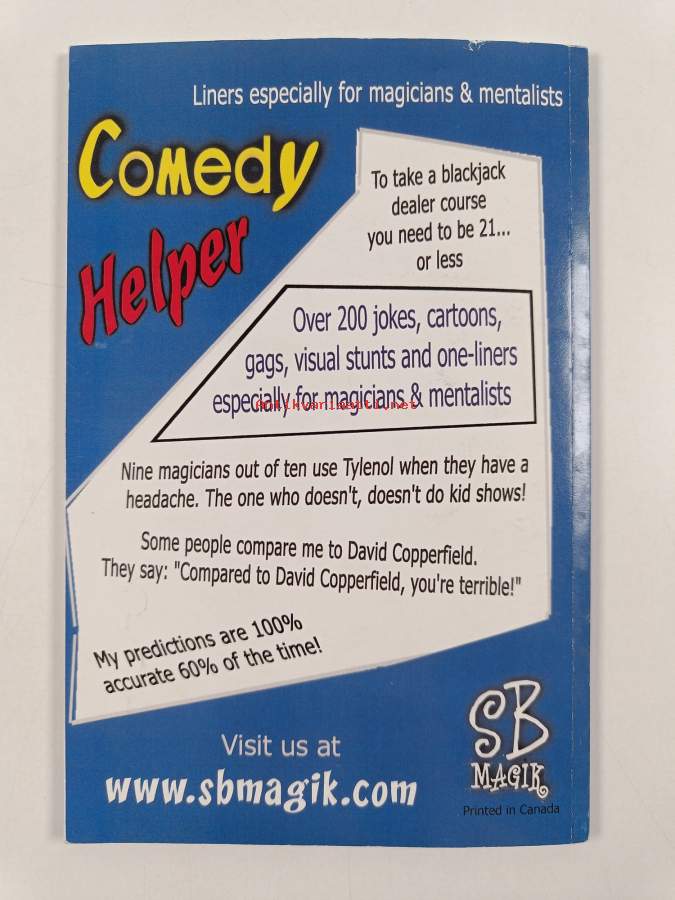 Liners especially for magicians & mentalists
Comedy
Helper
To take a blackjack
dealer course
you need to be 21...
or less
Over 200 jokes, cartoons,
gags, visual stunts and one-liners
especially for magicians & mentalists
Antikvariaatti.net
Nine magicians out of ten use Tylenol when they have a
headache. The one who doesn't, doesn't do kid shows!
Some people compare me to David Copperfield.
They say: "Compared to David Copperfield, you're terrible!"
My predictions are 100%
accurate 60% of the time!
Visit us at
www.sbmagik.com
SB
MAGIK
Printed in Canada